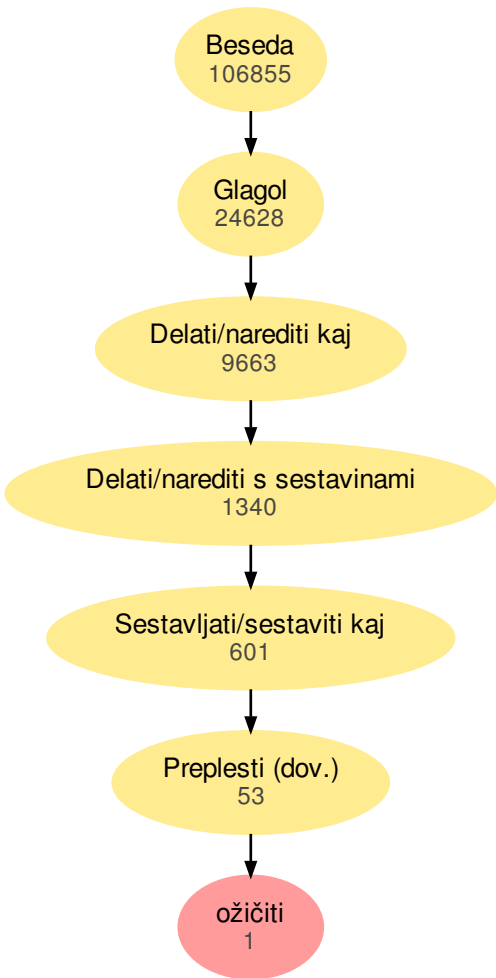 Beseda
106855
Glagol
24628
Delati/narediti kaj
9663
Delati/narediti s sestavinami
1340
Sestavljati/sestaviti kaj
601
Preplesti (dov.)
53
ožičiti
1